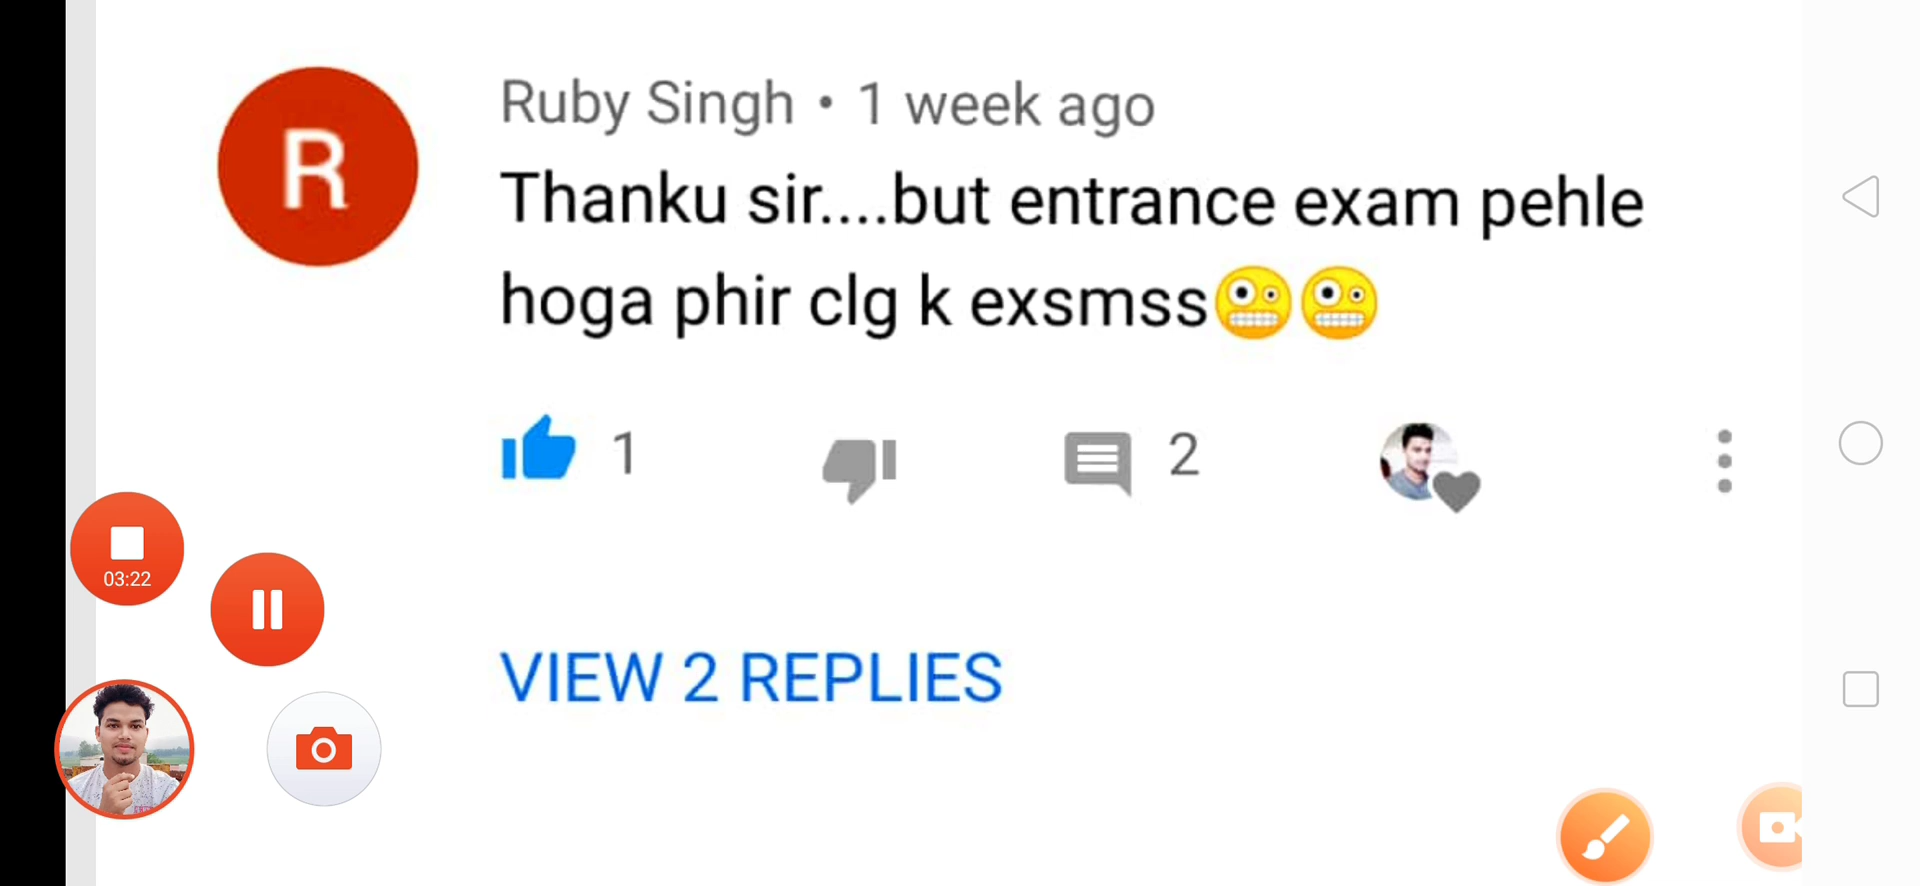 R
Ruby Singh • 1 week ago
Thanku sir....but entrance exam pehle
hoga phir clg k exsmss
1
2
03:22
VIEW 2 REPLIES